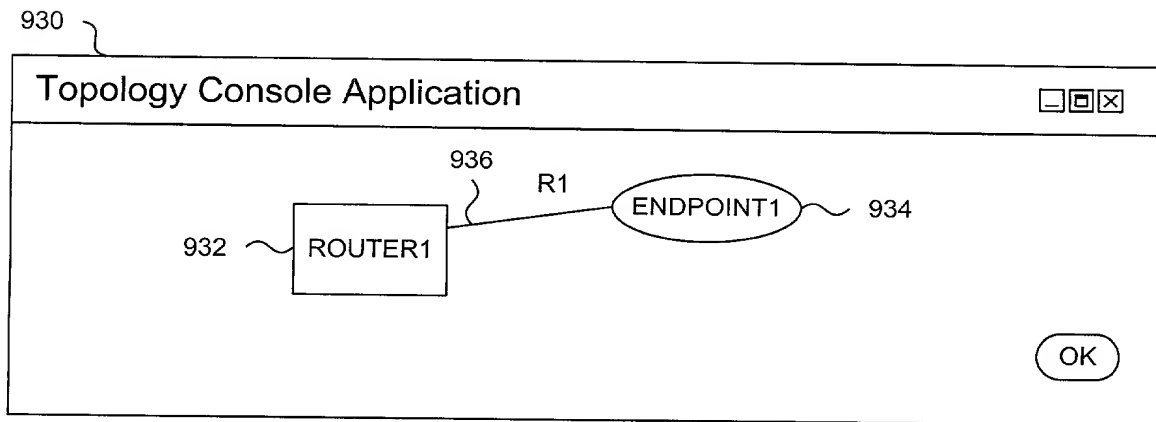 930
Topology Console Application
936
R1
ENDPOINT1
934
932
ROUTER1
OK